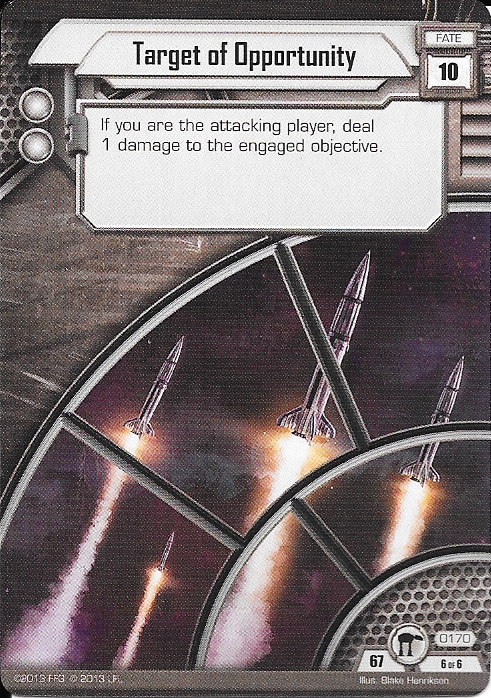 Target of Opportunity
FATE
10
If you are the attacking player, deal
1 damage to the engaged objective.
0170
67
6 OF 6
©2013 FFG © 2013 LFL.
Illus. Blake Henriksen